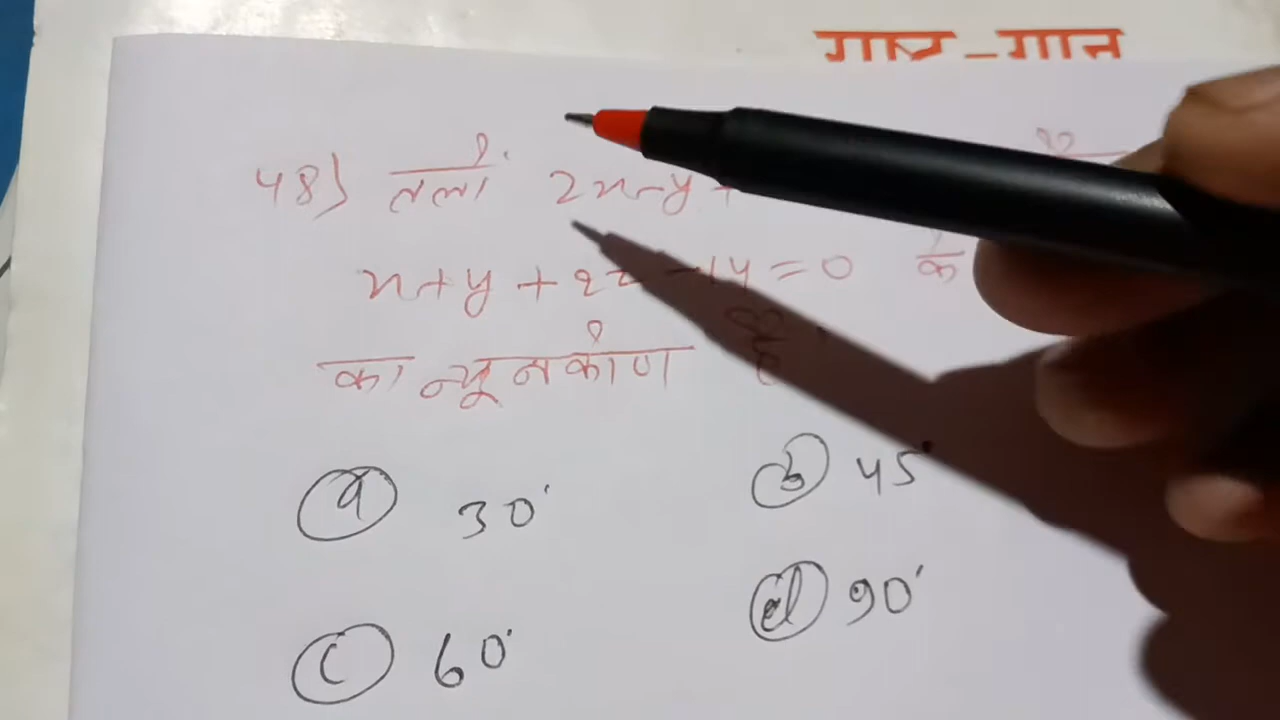 48) तलों 2x-y+
x+y+2z-14=0 के
का न्यूनकोण है
(a) 30°
(b) 45°
(c) 60°
(d) 90°